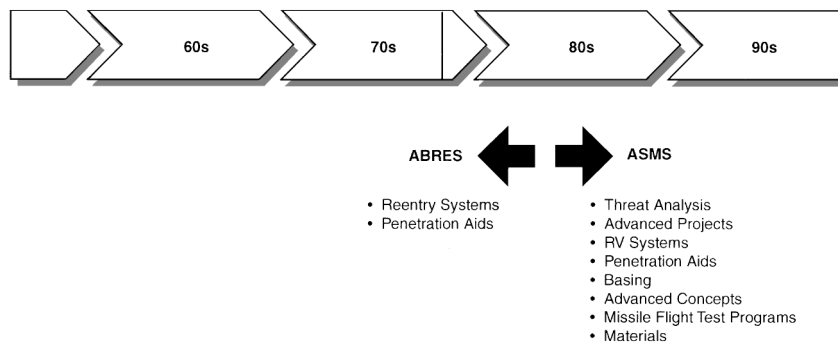 60s
70s
80s
90s
ABRES
ASMS
• Reentry Systems
• Penetration Aids
• Threat Analysis
• Advanced Projects
• RV Systems
• Penetration Aids
• Basing
• Advanced Concepts
• Missile Flight Test Programs
• Materials